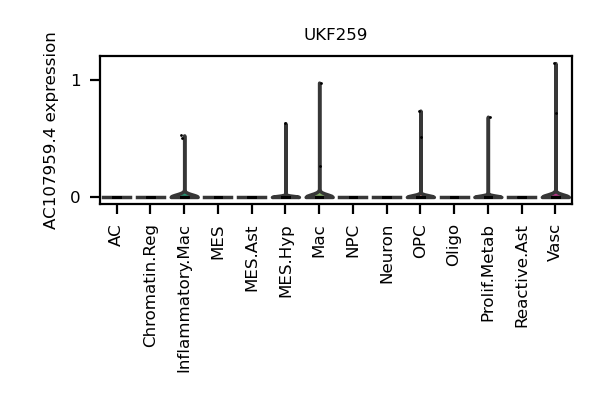 UKF259
AC107959.4 expression
1
0
AC
Chromatin.Reg
Inflammatory.Mac
MES
MES.Ast
MES.Hyp
Mac
NPC
Neuron
OPC
Oligo
Prolif.Metab
Reactive.Ast
Vasc